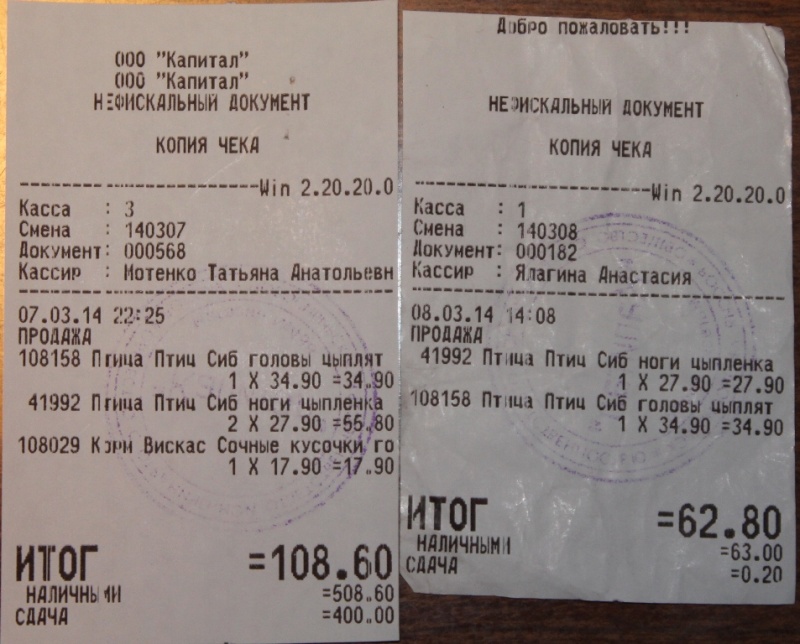 ООО "Капитал"
ООО "Капитал"
НЕФИСКАЛЬНЫЙ ДОКУМЕНТ
КОПИЯ ЧЕКА
--------------------------Win 2.20.20.0
Касса : 3
Смена : 140307
Документ: 000568
Кассир : Мотенко Татьяна Анатольевн
07.03.14 22:25
ПРОДАЖА
108158 Птица Птиц Сиб головы цыплят
1 X 34.90 =34.90
41992 Птица Птиц Сиб ноги цыпленка
2 X 27.90 =55.80
108029 Кэри Вискас Сочные кусочки го
1 X 17.90 =17.90
ИТОГ =108.60
НАЛИЧНЫМИ =508.60
СДАЧА =400.00
Добро пожаловать!!!
НЕФИСКАЛЬНЫЙ ДОКУМЕНТ
КОПИЯ ЧЕКА
--------------------------Win 2.20.20.0
Касса : 1
Смена : 140308
Документ: 000182
Кассир : Ялагина Анастасия
08.03.14 14:08
ПРОДАЖА
41992 Птица Птиц Сиб ноги цыпленка
1 X 27.90 =27.90
108158 Птица Птиц Сиб головы цыплят
1 X 34.90 =34.90
ИТОГ =62.80
НАЛИЧНЫМИ =63.00
СДАЧА =0.20